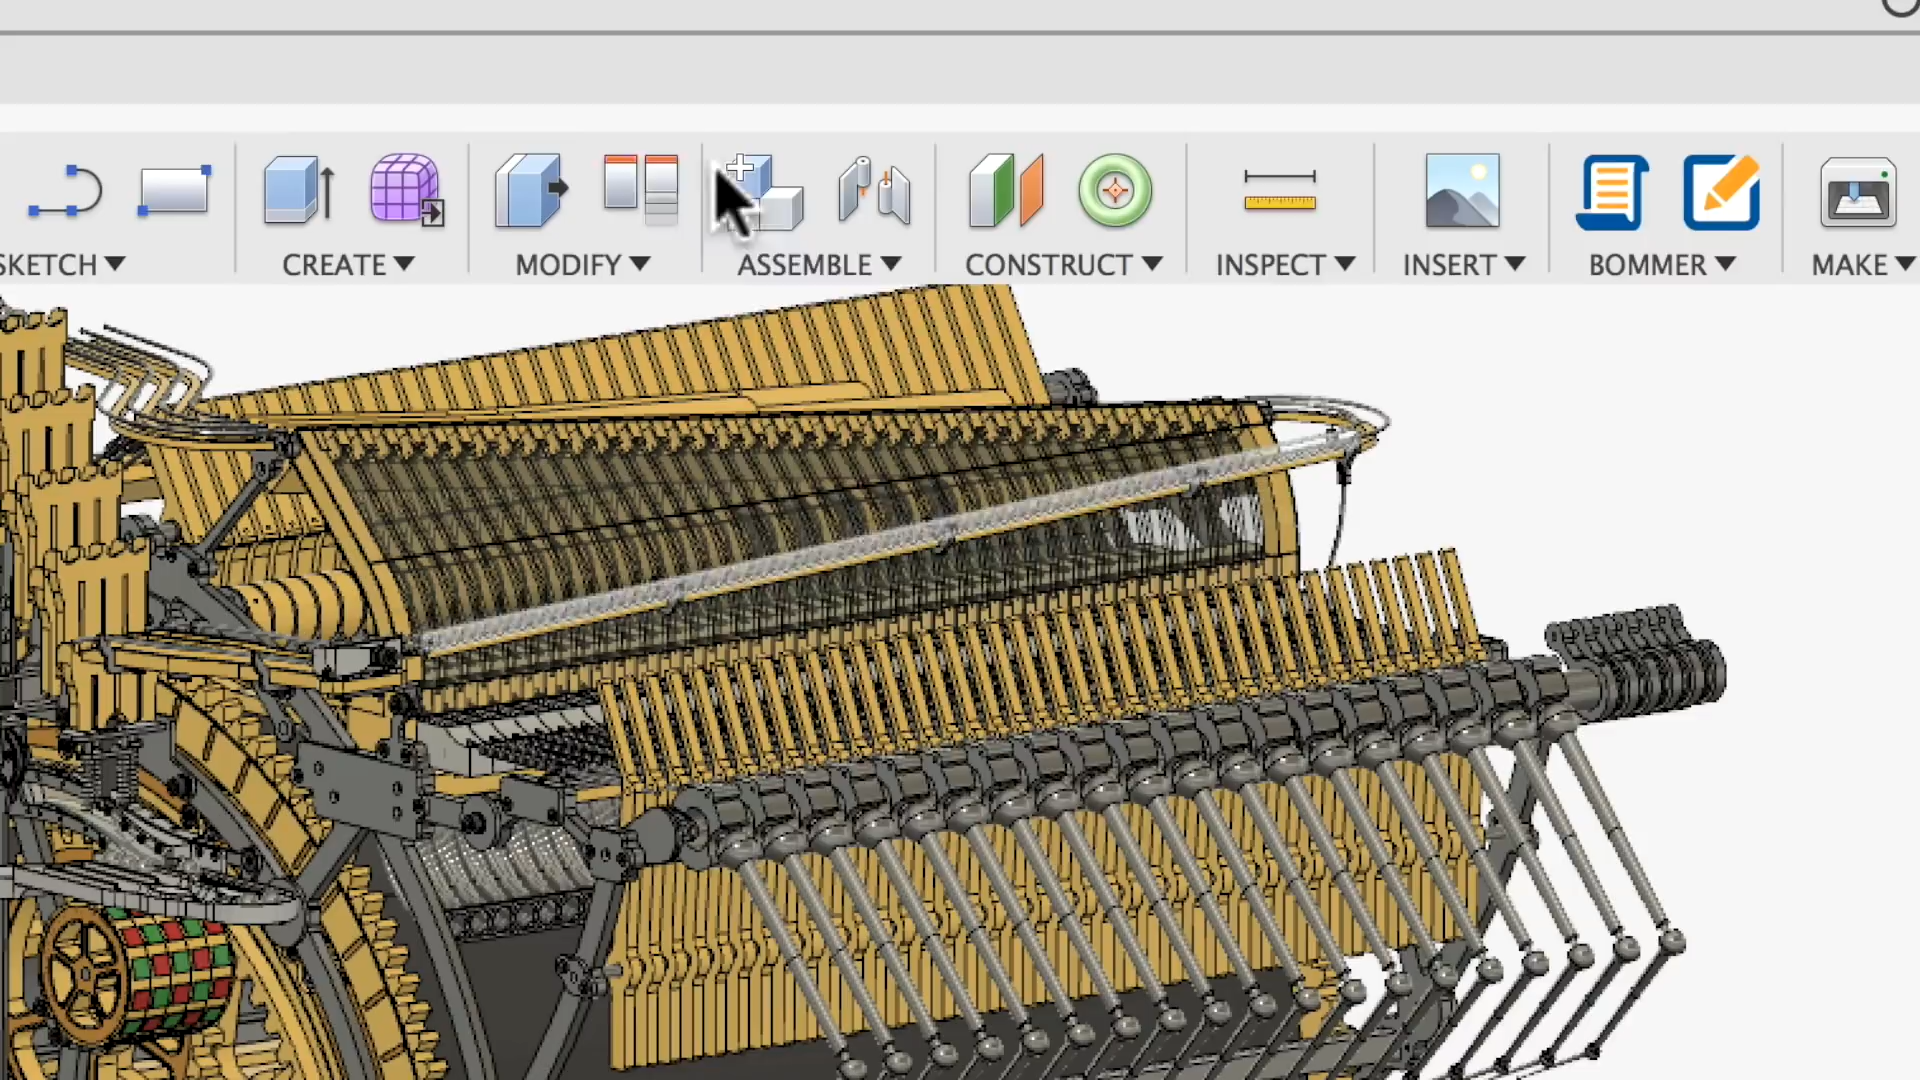 SKETCH▼ CREATE▼ MODIFY▼ ASSEMBLE▼ CONSTRUCT▼ INSPECT▼ INSERT▼ BOMMER▼ MAKE▼